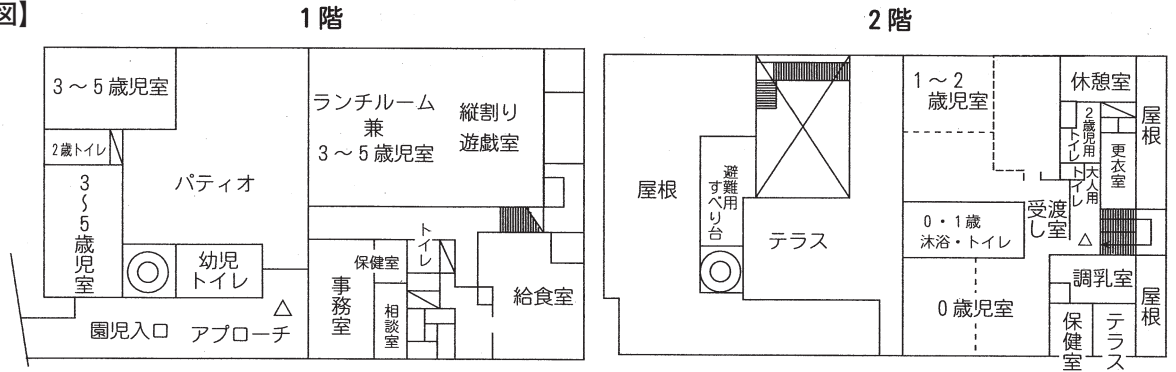 図】
1階
3～5歳児室
2歳トイレ
3～5歳児室
パティオ
幼児
トイレ
園児入口
アプローチ
△
ランチルーム
兼
3～5歳児室
縦割り
遊戯室
トイレ
保健室
事務室
相談室
給食室
2階
屋根
避難用
すべり台
テラス
1～2
歳児室
0・1歳
沐浴・トイレ
0歳児室
受渡し室
△
休憩室
2歳児用
トイレ
大人用
トイレ
更衣室
屋根
調乳室
保健室
テラス
屋根